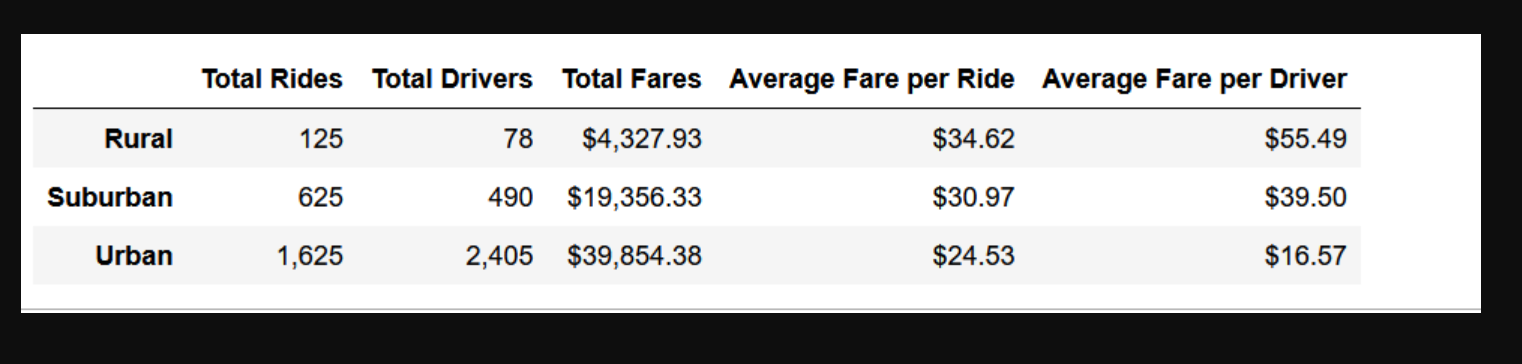 Total Rides Total Drivers Total Fares Average Fare per Ride Average Fare per Driver
Rural 125 78 $4,327.93 $34.62 $55.49
Suburban 625 490 $19,356.33 $30.97 $39.50
Urban 1,625 2,405 $39,854.38 $24.53 $16.57